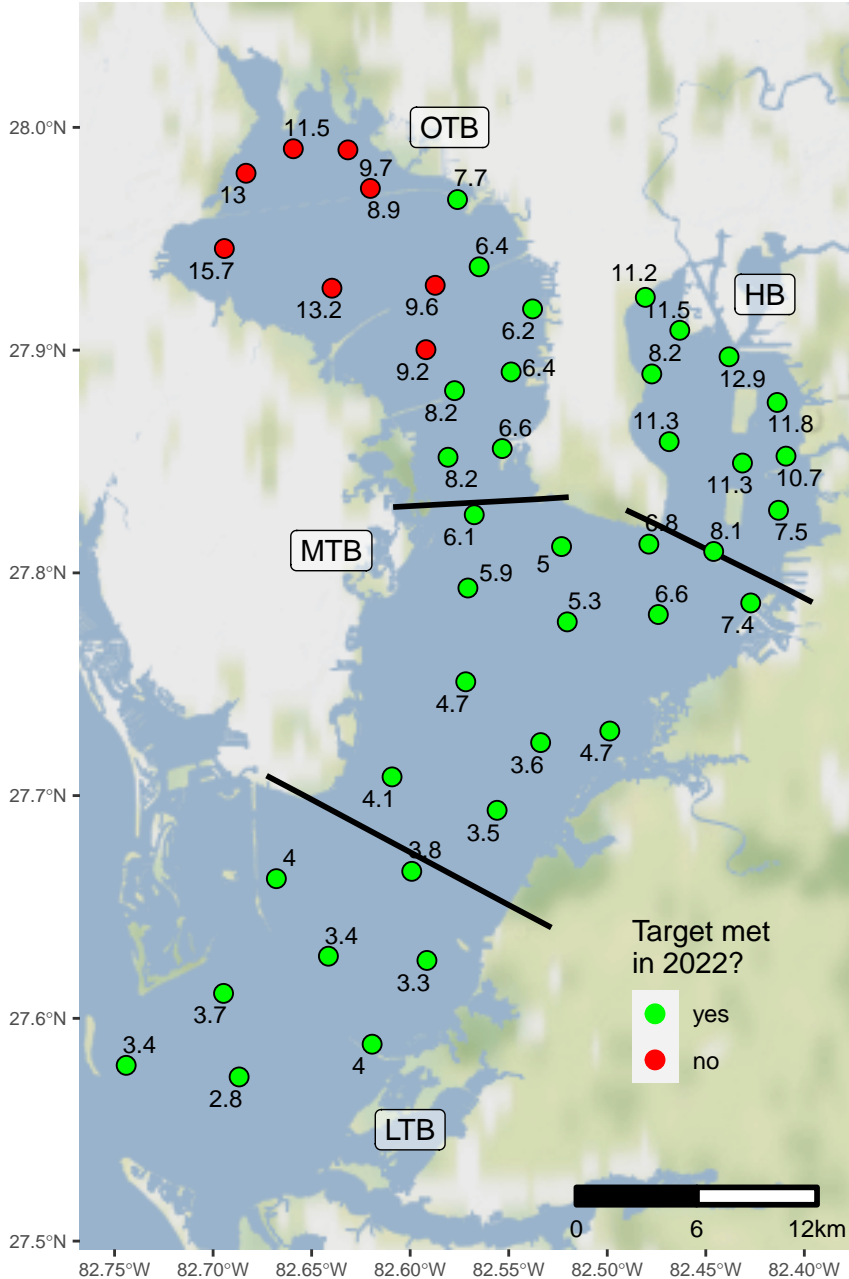 28.0°N
27.9°N
27.8°N
27.7°N
27.6°N
27.5°N
OTB
11.5
9.7
13
8.9
7.7
15.7
13.2
9.6
6.4
6.2
9.2
6.4
8.2
6.6
8.2
HB
11.2
11.5
8.2
12.9
11.8
11.3
11.3
10.7
7.5
8.1
MTB
6.1
5
6.8
5.9
5.3
6.6
7.4
4.7
3.6
4.7
4.1
3.5
3.8
4
3.4
3.3
3.7
3.4
4
2.8
LTB
Target met
in 2022?
yes
no
0 6 12km
82.75°W 82.70°W 82.65°W 82.60°W 82.55°W 82.50°W 82.45°W 82.40°W